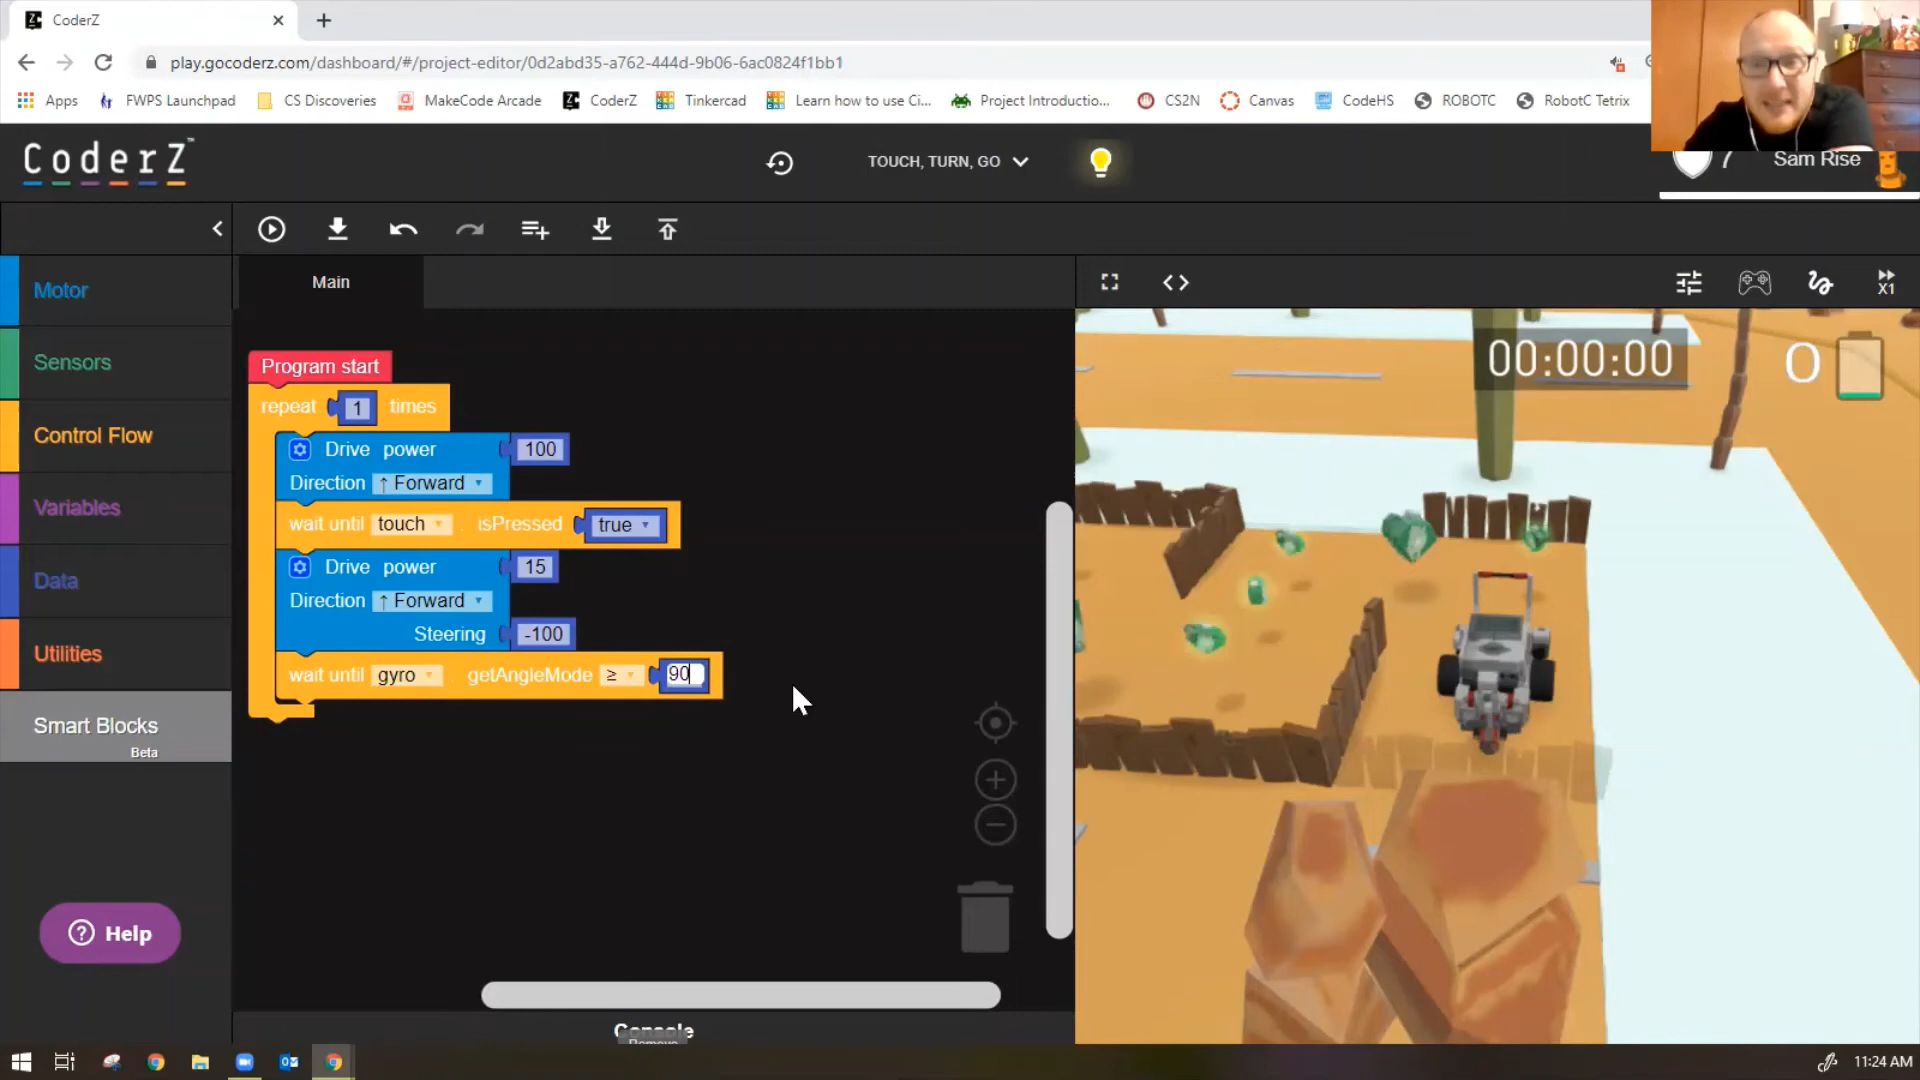 CoderZ
play.gocoderz.com/dashboard/#/project-editor/0d2abd35-a762-444d-9b06-6ac0824f1bb1
Apps FWPS Launchpad CS Discoveries MakeCode Arcade CoderZ Tinkercad Learn how to use Ci... Project Introductio... CS2N Canvas CodeHS ROBOTC RobotC Tetrix
CoderZ™
TOUCH, TURN, GO
7 Sam Rise
Main
X1
Motor
Sensors
Control Flow
Variables
Data
Utilities
Smart Blocks
Beta
Help
Program start
repeat 1 times
Drive power 100
Direction ↑ Forward
wait until touch . isPressed true
Drive power 15
Direction ↑ Forward
Steering -100
wait until gyro . getAngleMode ≥ 90
00:00:00 0
Console
Remove
11:24 AM